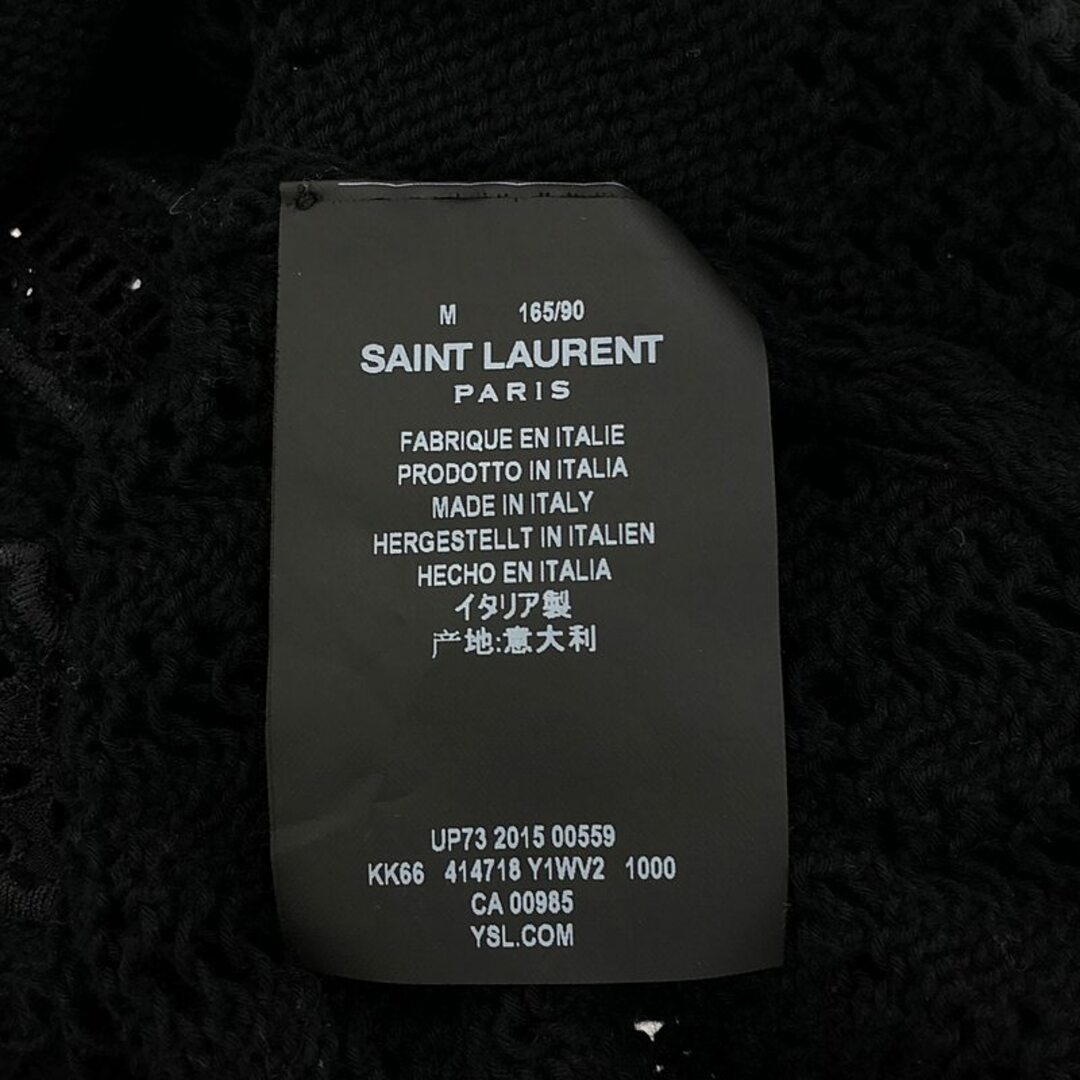 M 165/90
SAINT LAURENT
PARIS
FABRIQUE EN ITALIE
PRODOTTO IN ITALIA
MADE IN ITALY
HERGESTELLT IN ITALIEN
HECHO EN ITALIA
イタリア製
产地:意大利
UP73 2015 00559
KK66 414718 Y1WV2 1000
CA 00985
YSL.COM